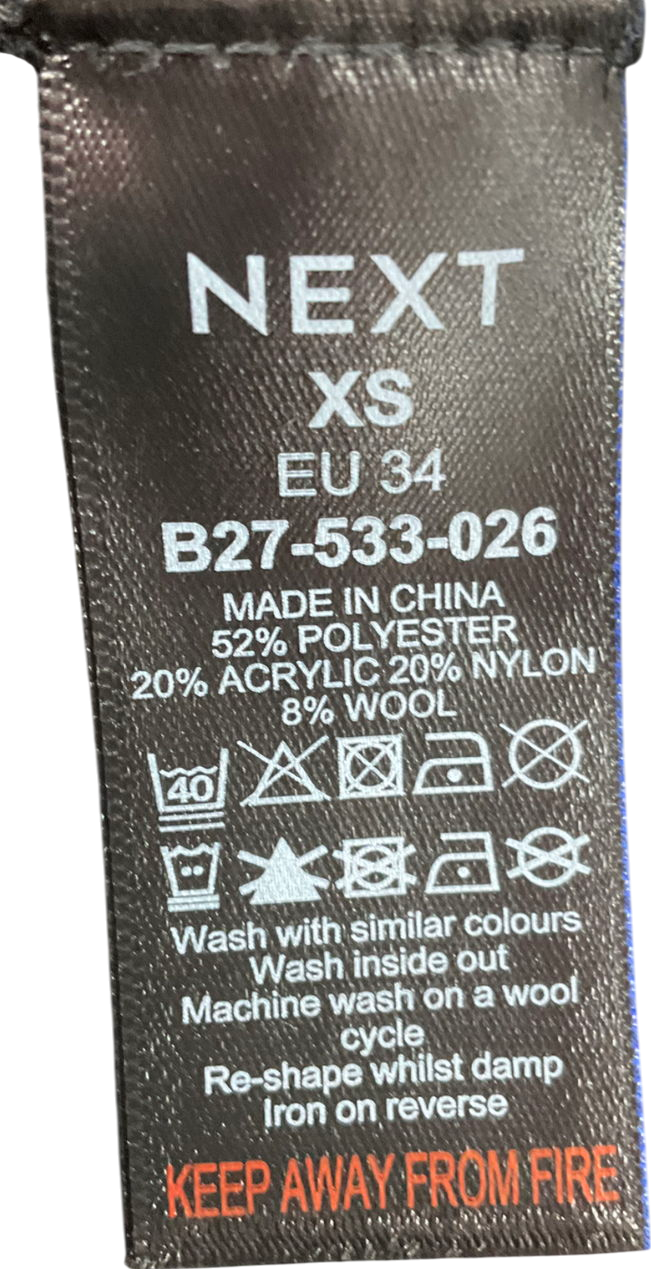 NEXT
XS
EU 34
B27-533-026
MADE IN CHINA
52% POLYESTER
20% ACRYLIC 20% NYLON
8% WOOL
40
Wash with similar colours
Wash inside out
Machine wash on a wool
cycle
Re-shape whilst damp
Iron on reverse
KEEP AWAY FROM FIRE